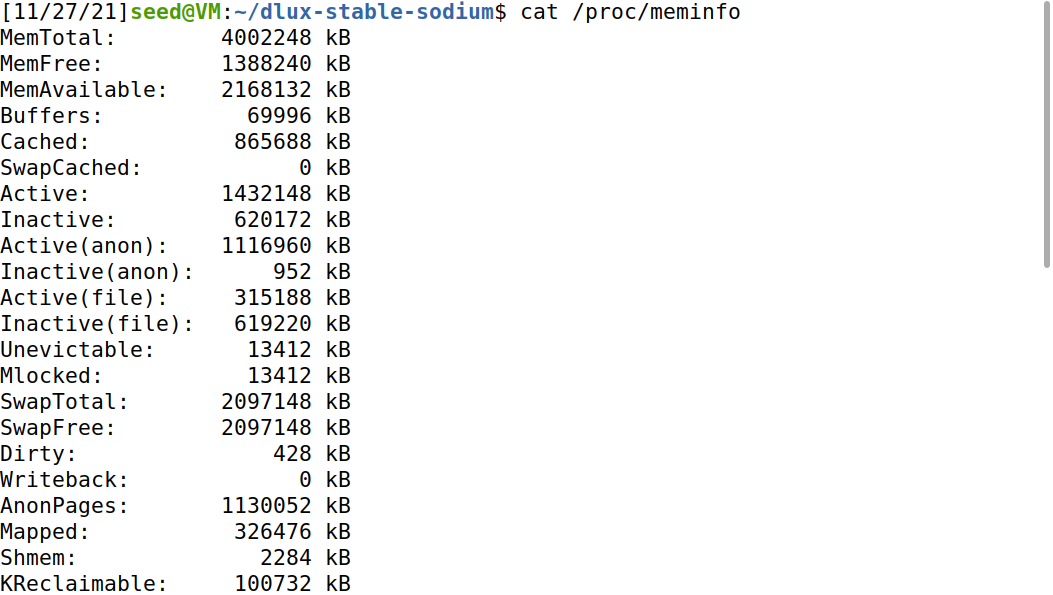 [11/27/21]seed@VM:~/dlux-stable-sodium$ cat /proc/meminfo
MemTotal:        4002248 kB
MemFree:         1388240 kB
MemAvailable:    2168132 kB
Buffers:           69996 kB
Cached:           865688 kB
SwapCached:            0 kB
Active:          1432148 kB
Inactive:         620172 kB
Active(anon):    1116960 kB
Inactive(anon):      952 kB
Active(file):     315188 kB
Inactive(file):   619220 kB
Unevictable:       13412 kB
Mlocked:           13412 kB
SwapTotal:       2097148 kB
SwapFree:        2097148 kB
Dirty:               428 kB
Writeback:             0 kB
AnonPages:       1130052 kB
Mapped:           326476 kB
Shmem:              2284 kB
KReclaimable:     100732 kB